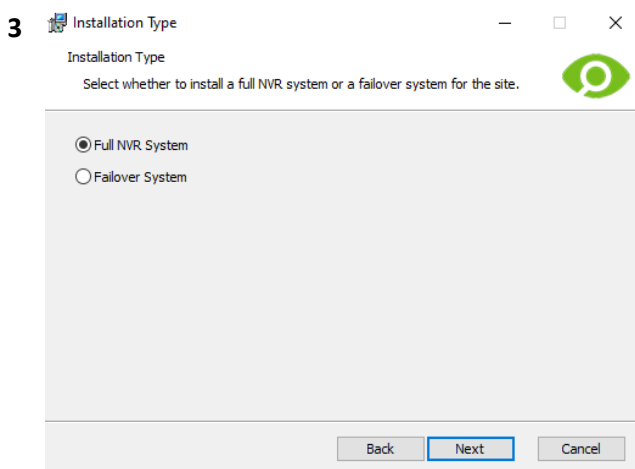 3
Installation Type
Installation Type
Select whether to install a full NVR system or a failover system for the site.
Full NVR System
Failover System
Back Next Cancel